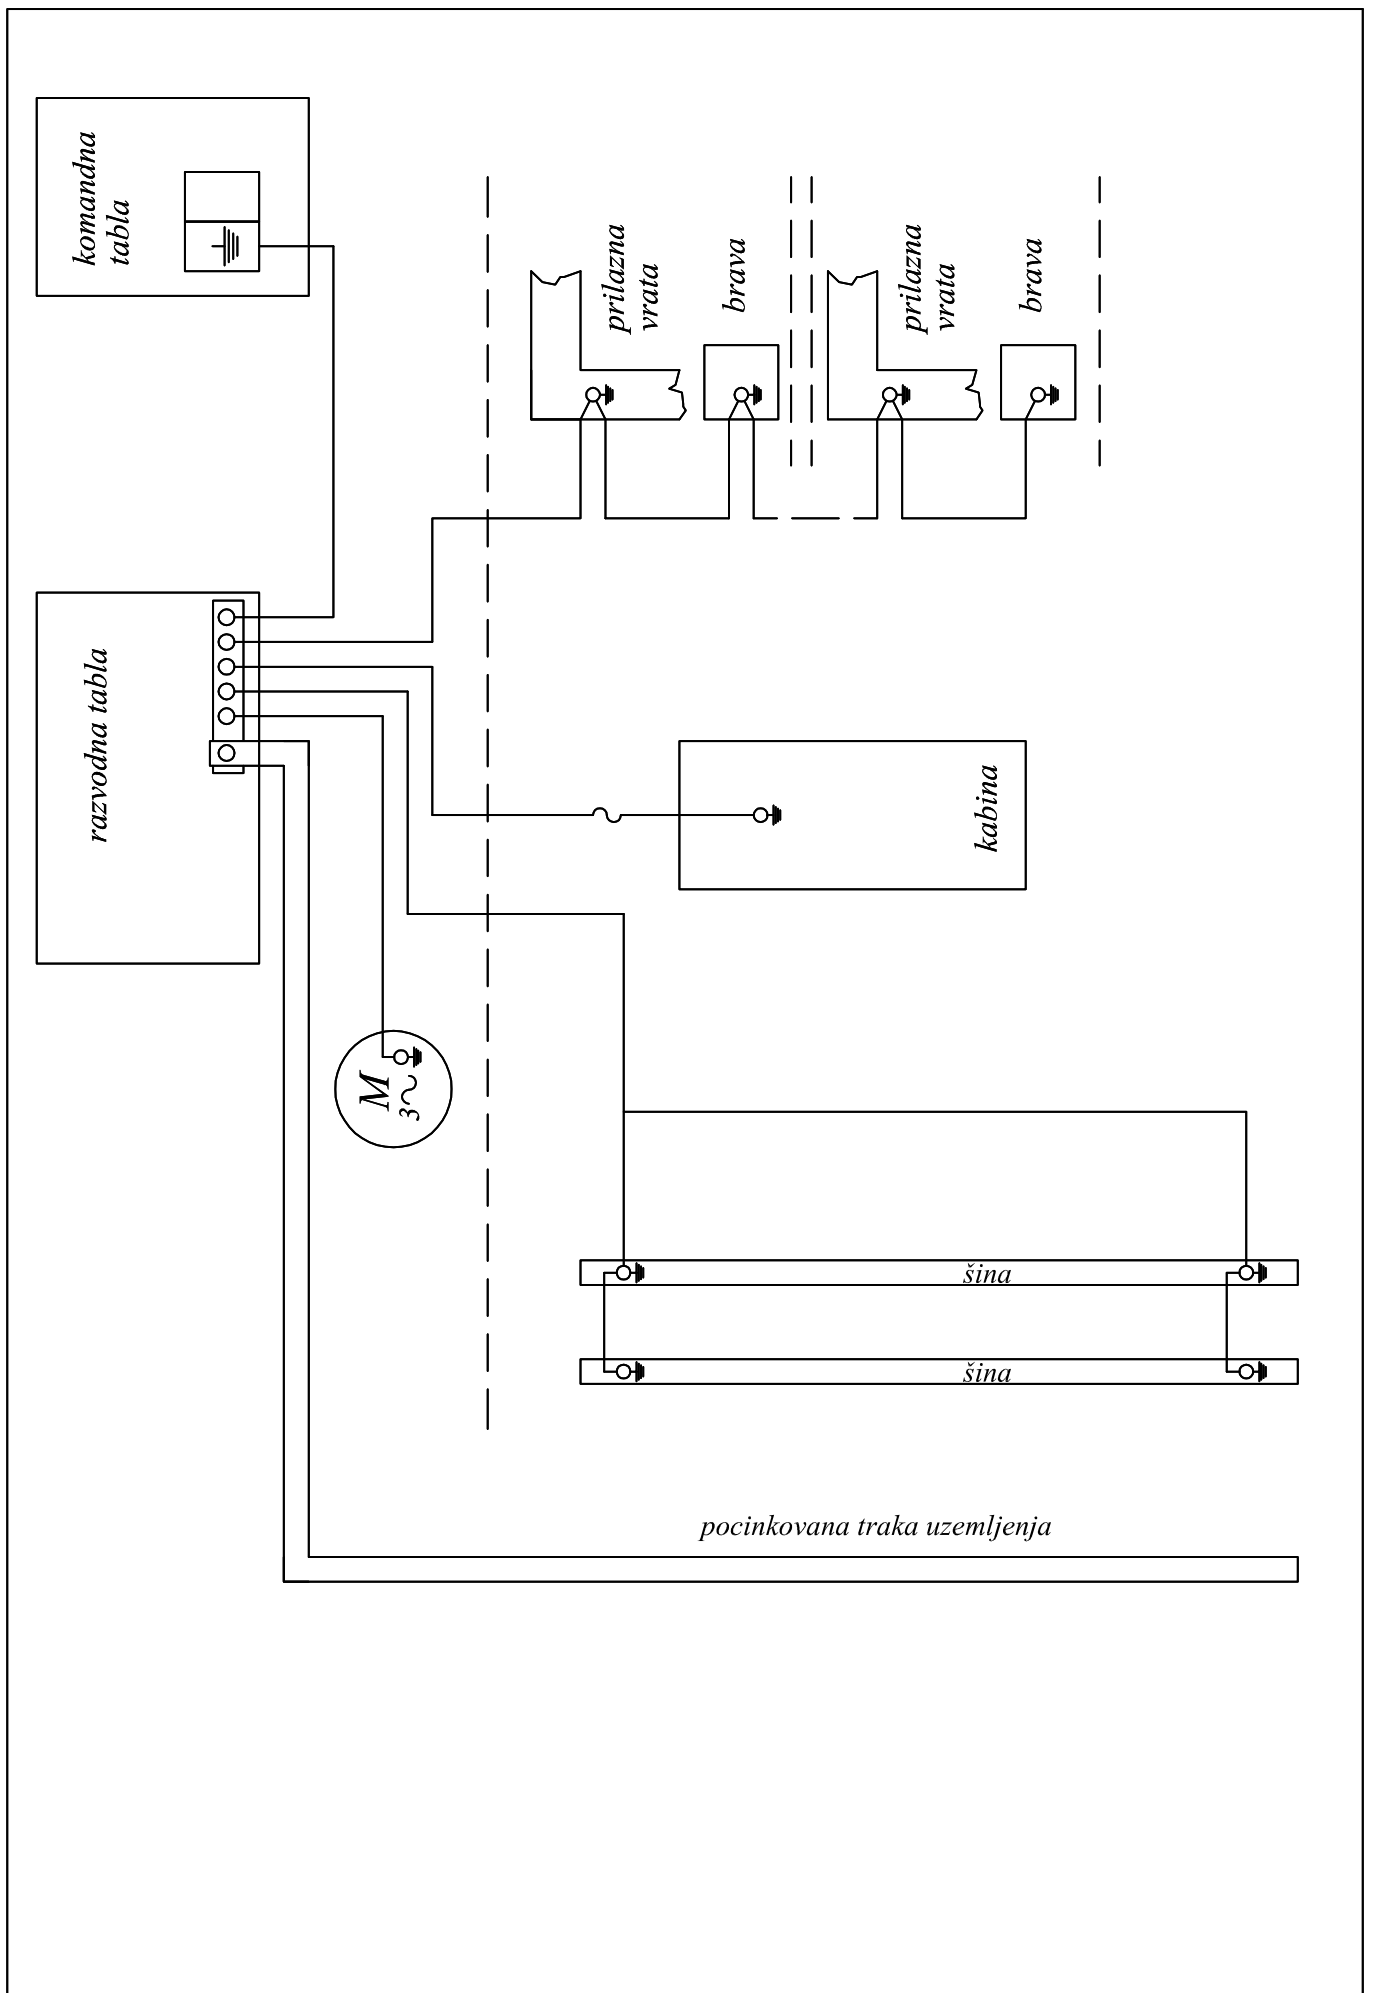 komandna
tabla
prilazna
vrata
brava
prilazna
vrata
brava
razvodna tabla
kabina
M
3~
šina
šina
pocinkovana traka uzemljenja